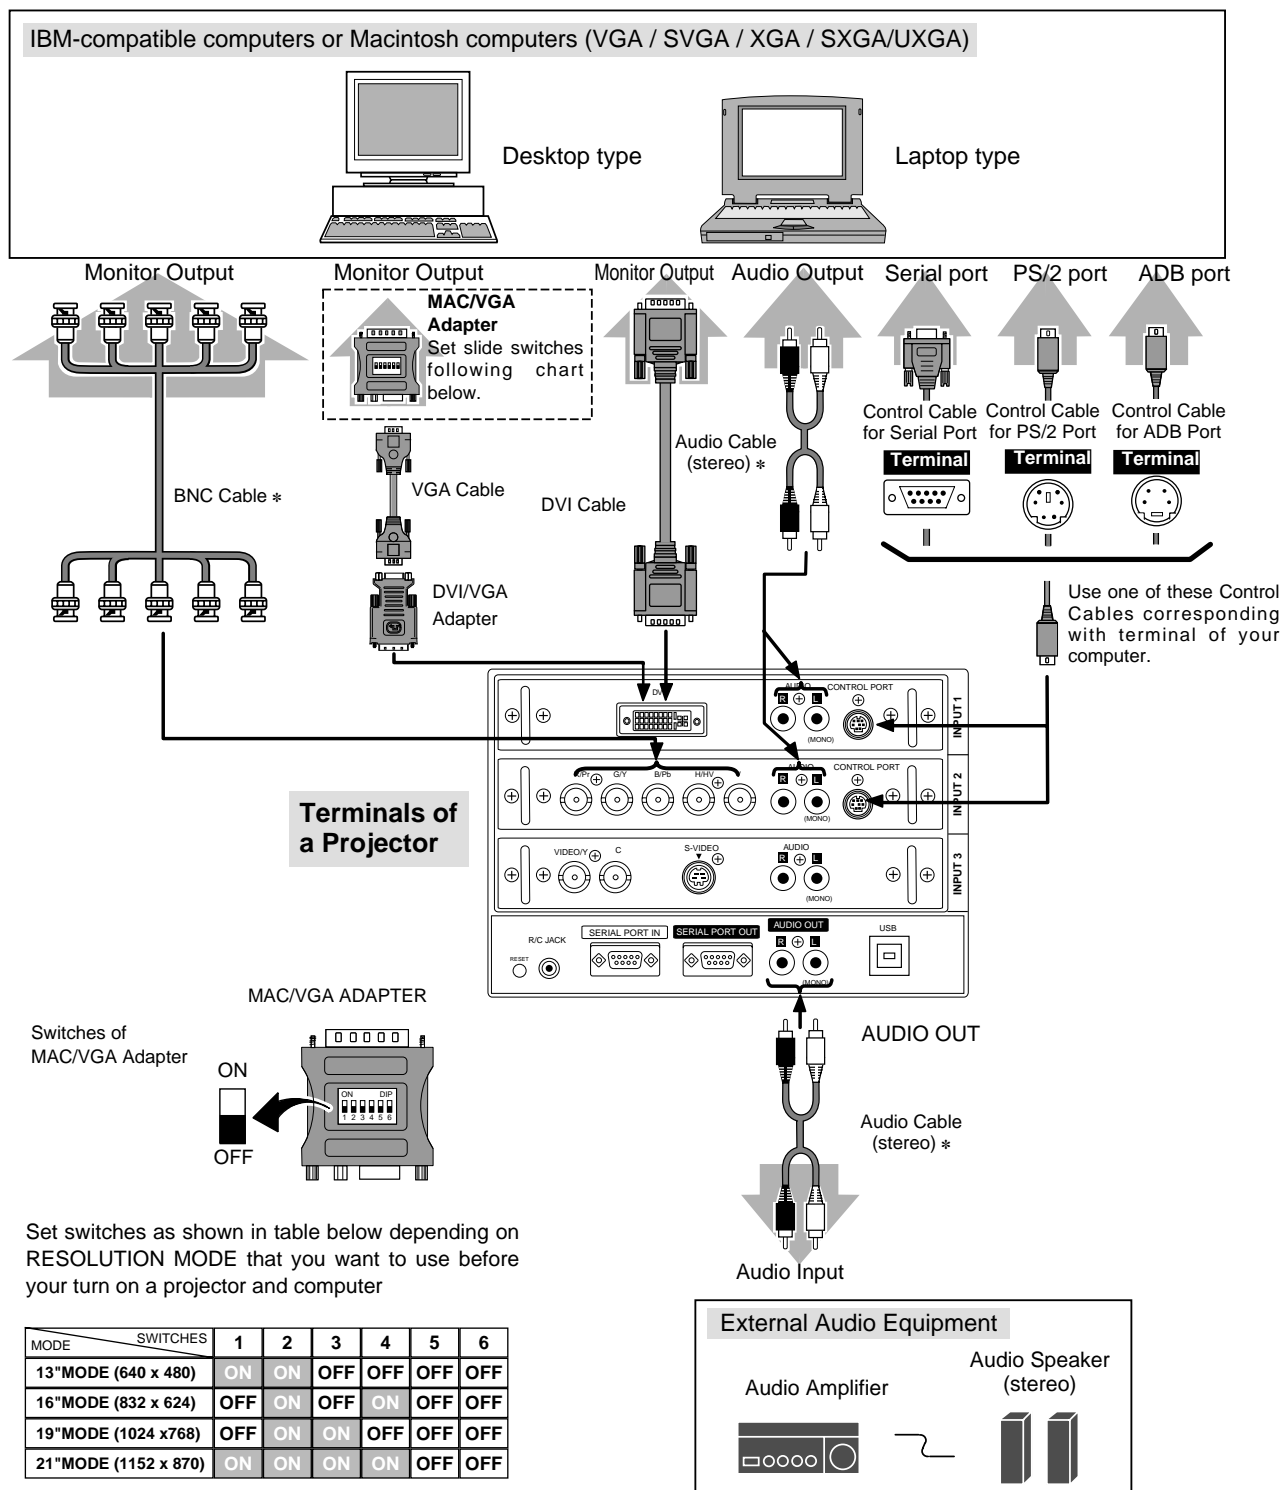 IBM-compatible computers or Macintosh computers (VGA / SVGA / XGA / SXGA/UXGA)
Desktop type
Laptop type
Monitor Output
Monitor Output
Monitor Output
Audio Output
Serial port
PS/2 port
ADB port
MAC/VGA
Adapter
Set slide switches
following chart
below.
Control Cable
for Serial Port
Control Cable
for PS/2 Port
Control Cable
for ADB Port
Terminal
Terminal
Terminal
Audio Cable
(stereo) *
BNC Cable *
VGA Cable
DVI Cable
DVI/VGA
Adapter
Use one of these Control
Cables corresponding
with terminal of your
computer.
DV
AUDIO
R L
(MONO)
CONTROL PORT
INPUT 1
Terminals of
a Projector
/Pr
G/Y
B/Pb
H/HV
AUDIO
R L
(MONO)
CONTROL PORT
INPUT 2
VIDEO/Y
C
S-VIDEO
AUDIO
R L
(MONO)
INPUT 3
RESET
R/C JACK
SERIAL PORT IN
SERIAL PORT OUT
AUDIO OUT
R L
(MONO)
USB
MAC/VGA ADAPTER
Switches of
MAC/VGA Adapter
ON
OFF
ON DIP
1 2 3 4 5 6
AUDIO OUT
Audio Cable
(stereo) *
Audio Input
Set switches as shown in table below depending on
RESOLUTION MODE that you want to use before
your turn on a projector and computer
MODE SWITCHES 1 2 3 4 5 6
13"MODE (640 x 480) ON ON OFF OFF OFF OFF
16"MODE (832 x 624) OFF ON OFF ON OFF OFF
19"MODE (1024 x768) OFF ON ON OFF OFF OFF
21"MODE (1152 x 870) ON ON ON ON OFF OFF
External Audio Equipment
Audio Amplifier
Audio Speaker
(stereo)